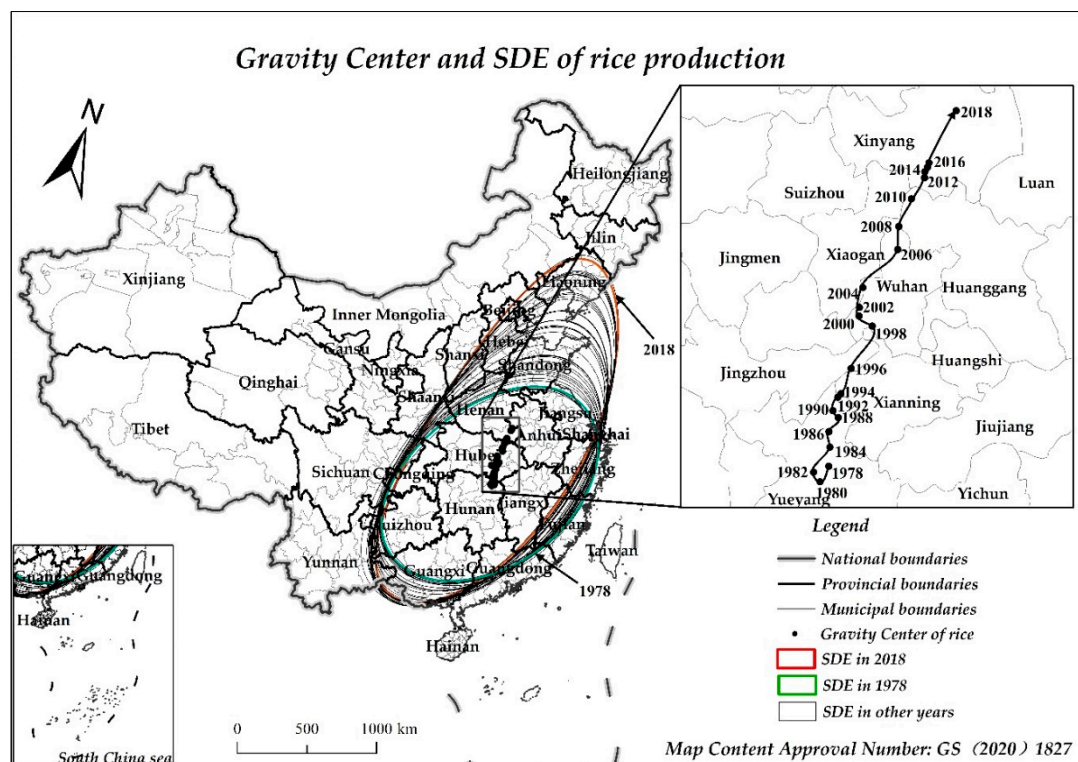 Gravity Center and SDE of rice production
N
Heilongjiang
Jilin
Liaoning
Xinjiang
Inner Mongolia
Beijing
Hebei
Gansu
Shanxi
Ningxia
Shandong
Qinghai
Shaanxi
Henan
Jiangsu
Tibet
Anhui
Shanghai
Hubei
Sichuan
Chongqing
Zhejiang
Hunan
Jiangxi
Guizhou
Fujian
Yunnan
Taiwan
Guangxi
Guangdong
Hainan
2018
1978
2018
Xinyang
2016
2014
2012
Luan
Suizhou
2010
2008
Jingmen
Xiaogan
2006
2004
Wuhan
Huanggang
2002
2000
1998
Huangshi
1996
Jingzhou
1994
1992
1990
Xianning
1988
Jiujiang
1986
1984
1982
1978
1980
Yueyang
Yichun
Guangxi
Guangdong
Hainan
South China sea
0
500
1000 km
Legend
National boundaries
Provincial boundaries
Municipal boundaries
Gravity Center of rice
SDE in 2018
SDE in 1978
SDE in other years
Map Content Approval Number: GS（2020）1827